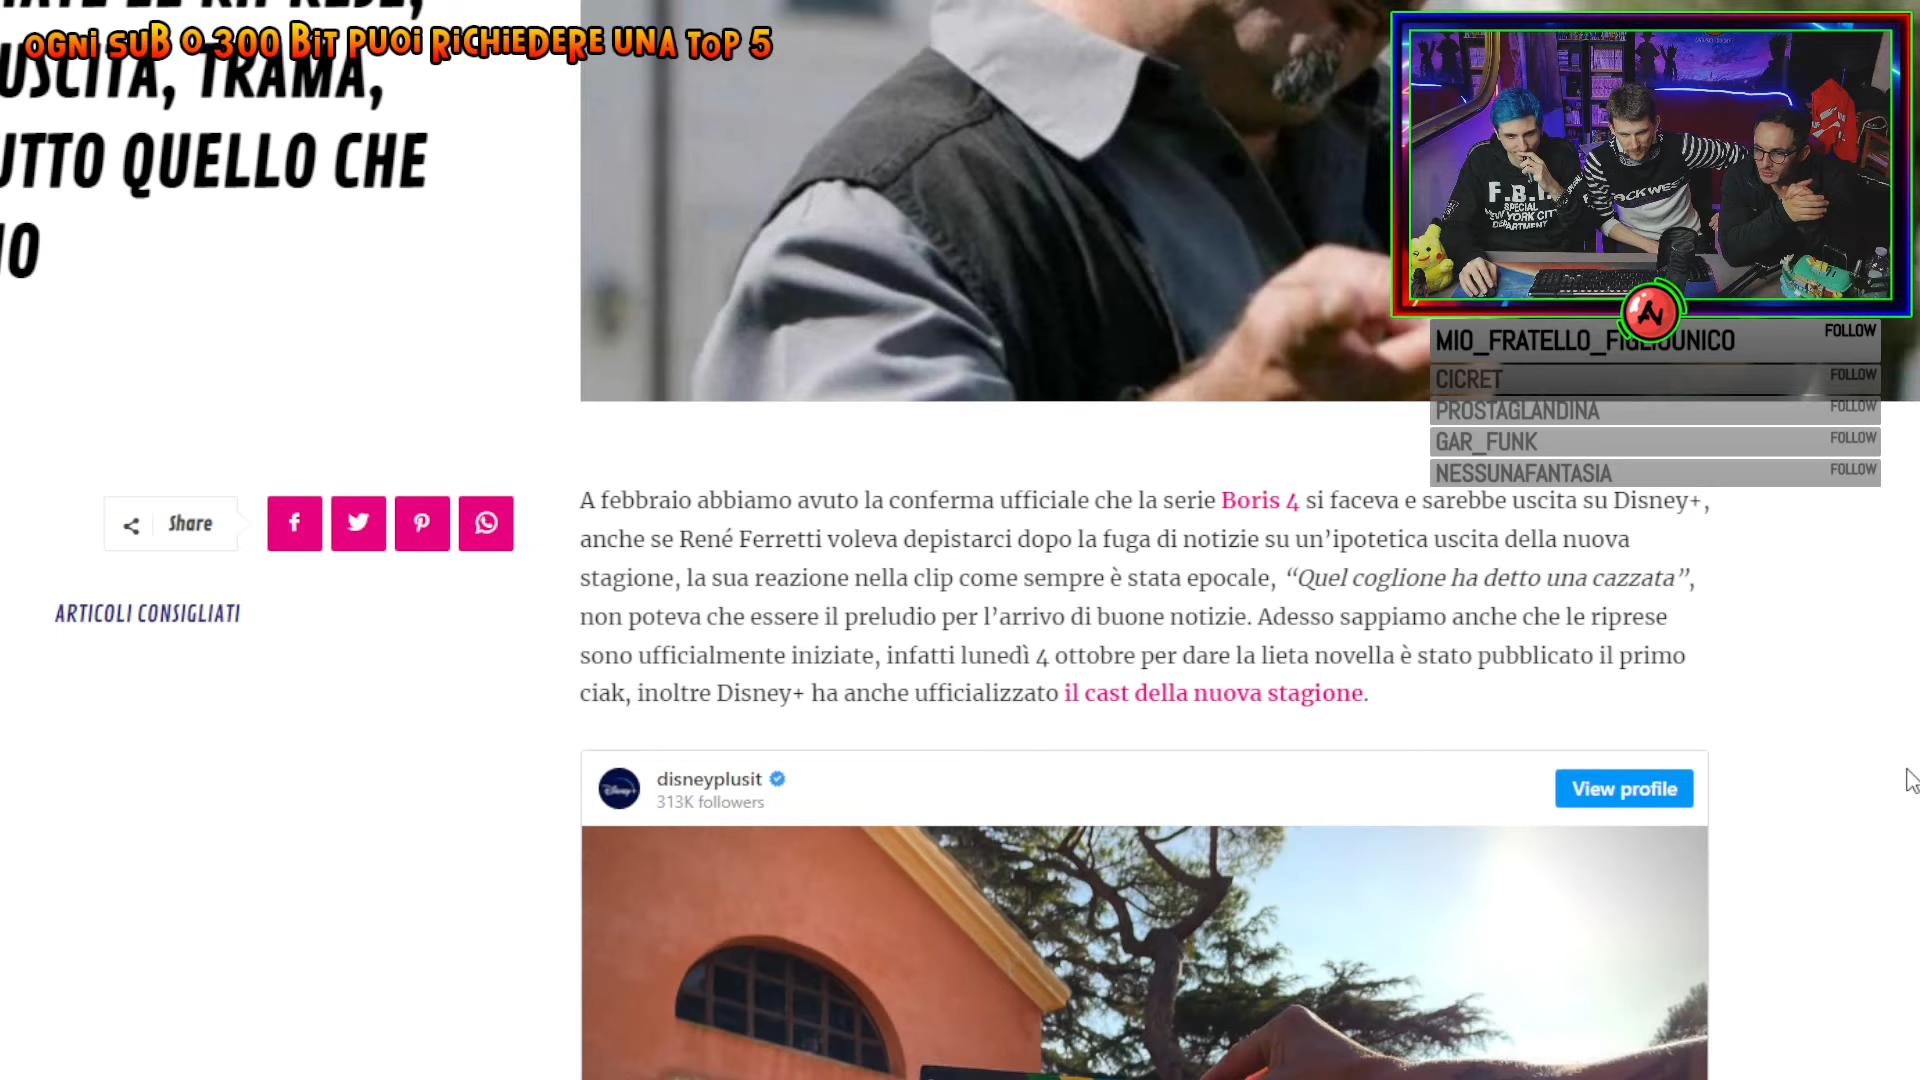 OGNI SUB O 300 BIT PUOI RICHIEDERE UNA TOP 5
USCITA, TRAMA,
UTTO QUELLO CHE
Share
ARTICOLI CONSIGLIATI
A febbraio abbiamo avuto la conferma ufficiale che la serie Boris 4 si faceva e sarebbe uscita su Disney+,
anche se René Ferretti voleva depistarci dopo la fuga di notizie su un’ipotetica uscita della nuova
stagione, la sua reazione nella clip come sempre è stata epocale, “Quel coglione ha detto una cazzata”,
non poteva che essere il preludio per l’arrivo di buone notizie. Adesso sappiamo anche che le riprese
sono ufficialmente iniziate, infatti lunedì 4 ottobre per dare la lieta novella è stato pubblicato il primo
ciak, inoltre Disney+ ha anche ufficializzato il cast della nuova stagione.
disneyplusit
313K followers
View profile
F.B.I.
SPECIAL
NEW YORK CITY
DEPARTMENT
MIO_FRATELLO_FIGLIOUNICO FOLLOW
CICRET FOLLOW
PROSTAGLANDINA FOLLOW
GAR_FUNK FOLLOW
NESSUNAFANTASIA FOLLOW